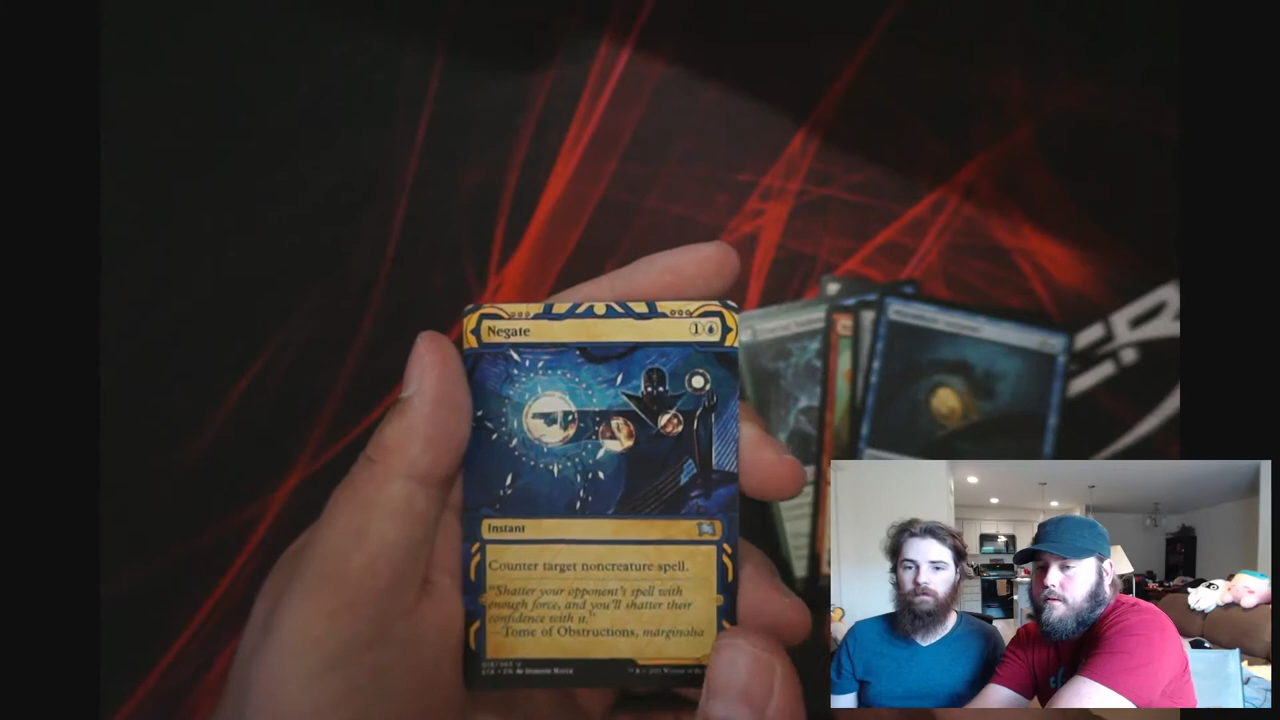 Negate 1
Instant
Counter target noncreature spell.
"Shatter your opponent's spell with
enough force, and you'll shatter their
confidence with it."
—Tome of Obstructions, marginalia